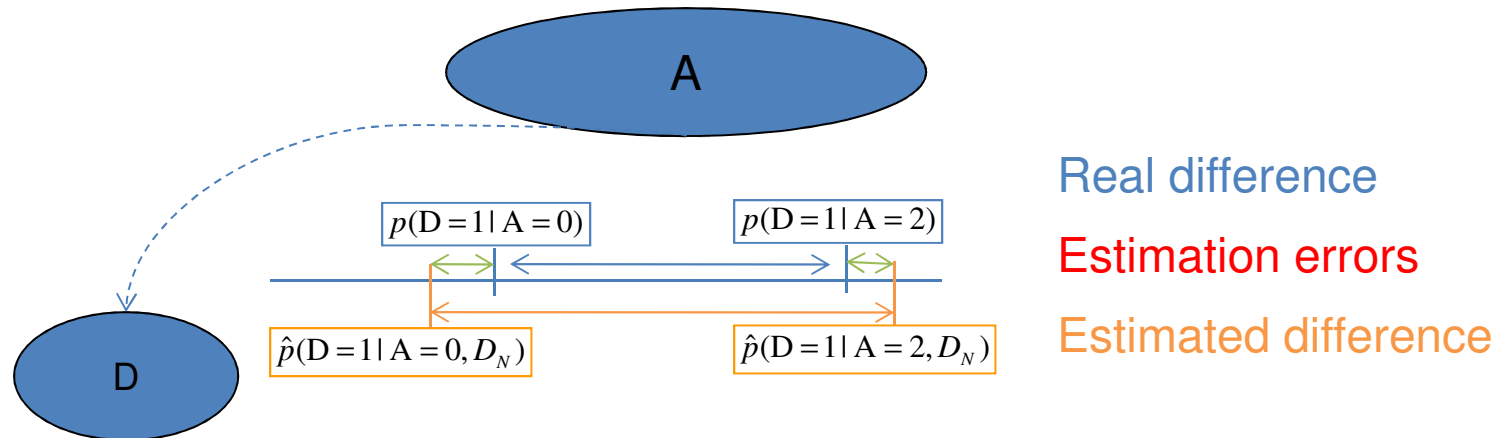 A
Real difference
p(D = 1 | A = 0)
p(D = 1 | A = 2)
Estimation errors
Estimated difference
p̂(D = 1 | A = 0, D_N)
p̂(D = 1 | A = 2, D_N)
D